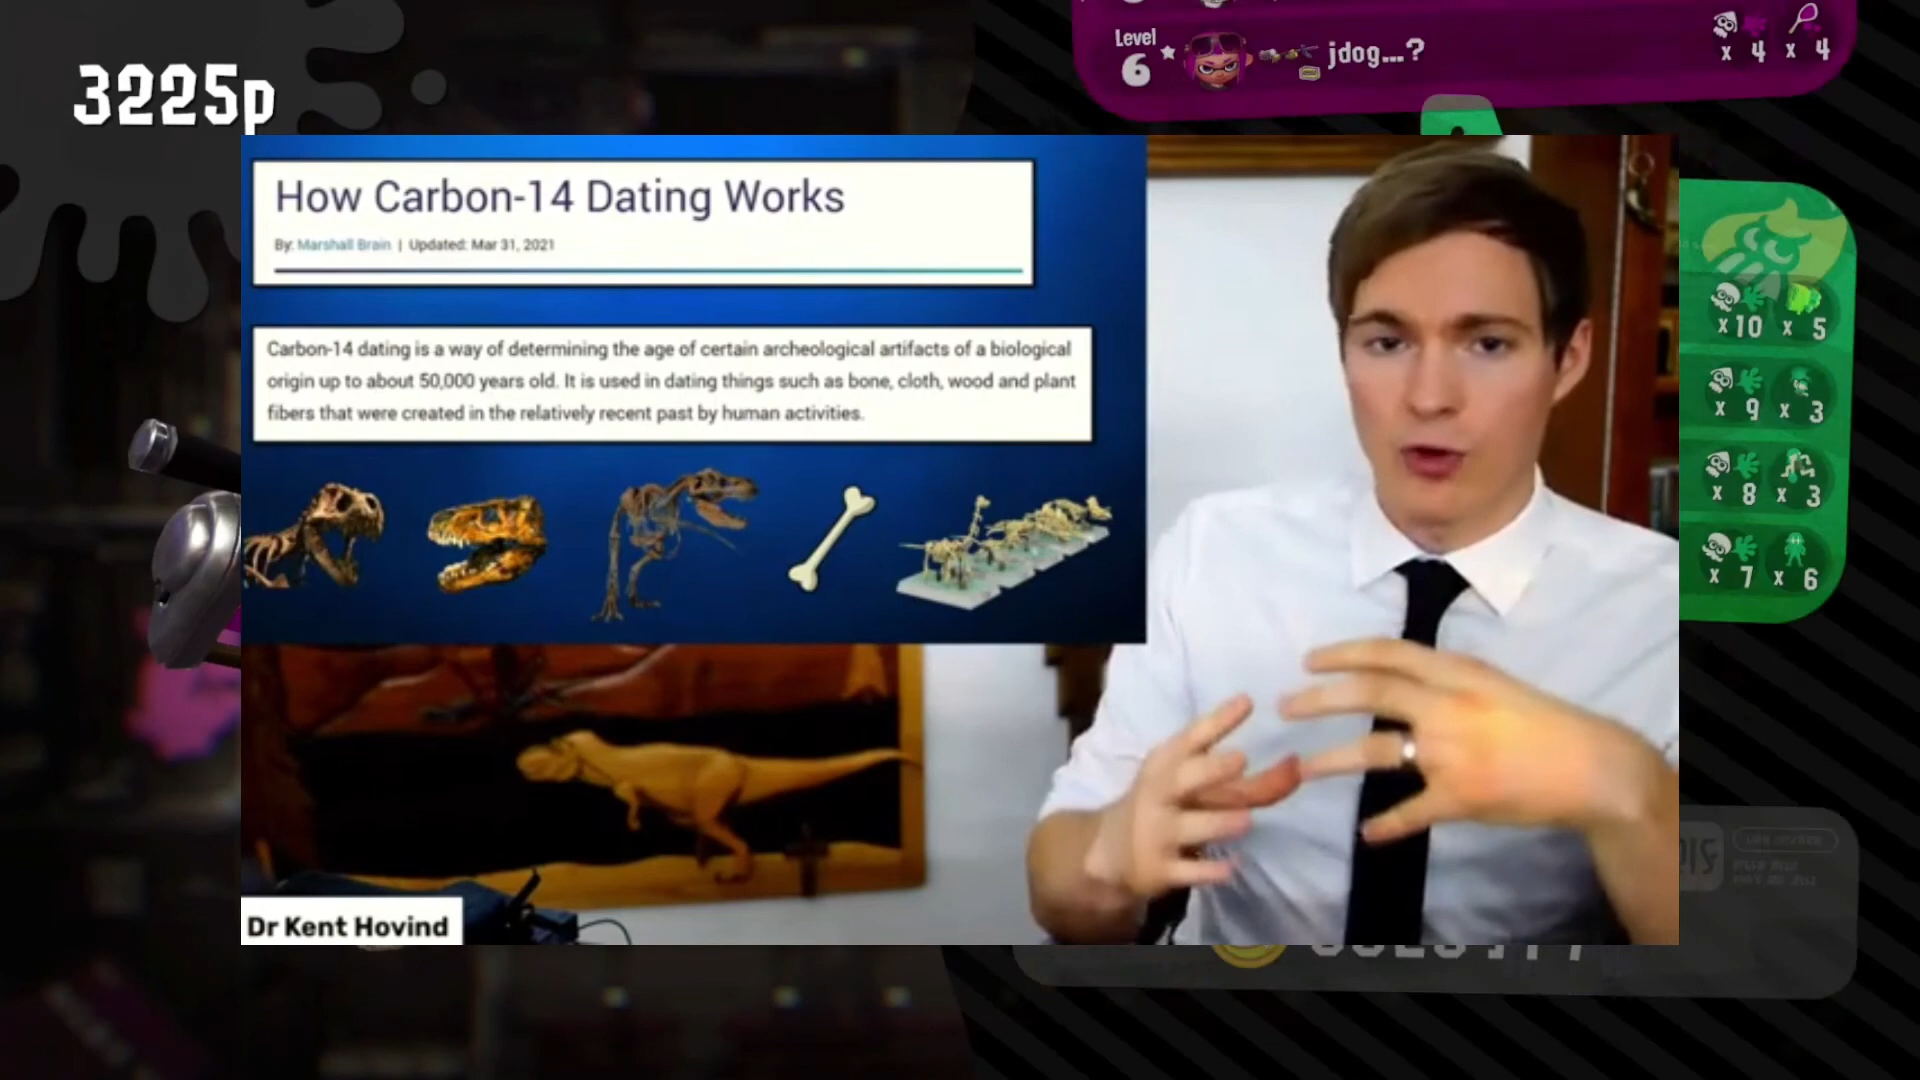 3225p
Level
6
jdog...?
x 4 x 4
How Carbon-14 Dating Works
By: Marshall Brain | Updated: Mar 31, 2021
Carbon-14 dating is a way of determining the age of certain archeological artifacts of a biological
origin up to about 50,000 years old. It is used in dating things such as bone, cloth, wood and plant
fibers that were created in the relatively recent past by human activities.
x10 x 5
x 9 x 3
x 8 x 3
x 7 x 6
Dr Kent Hovind